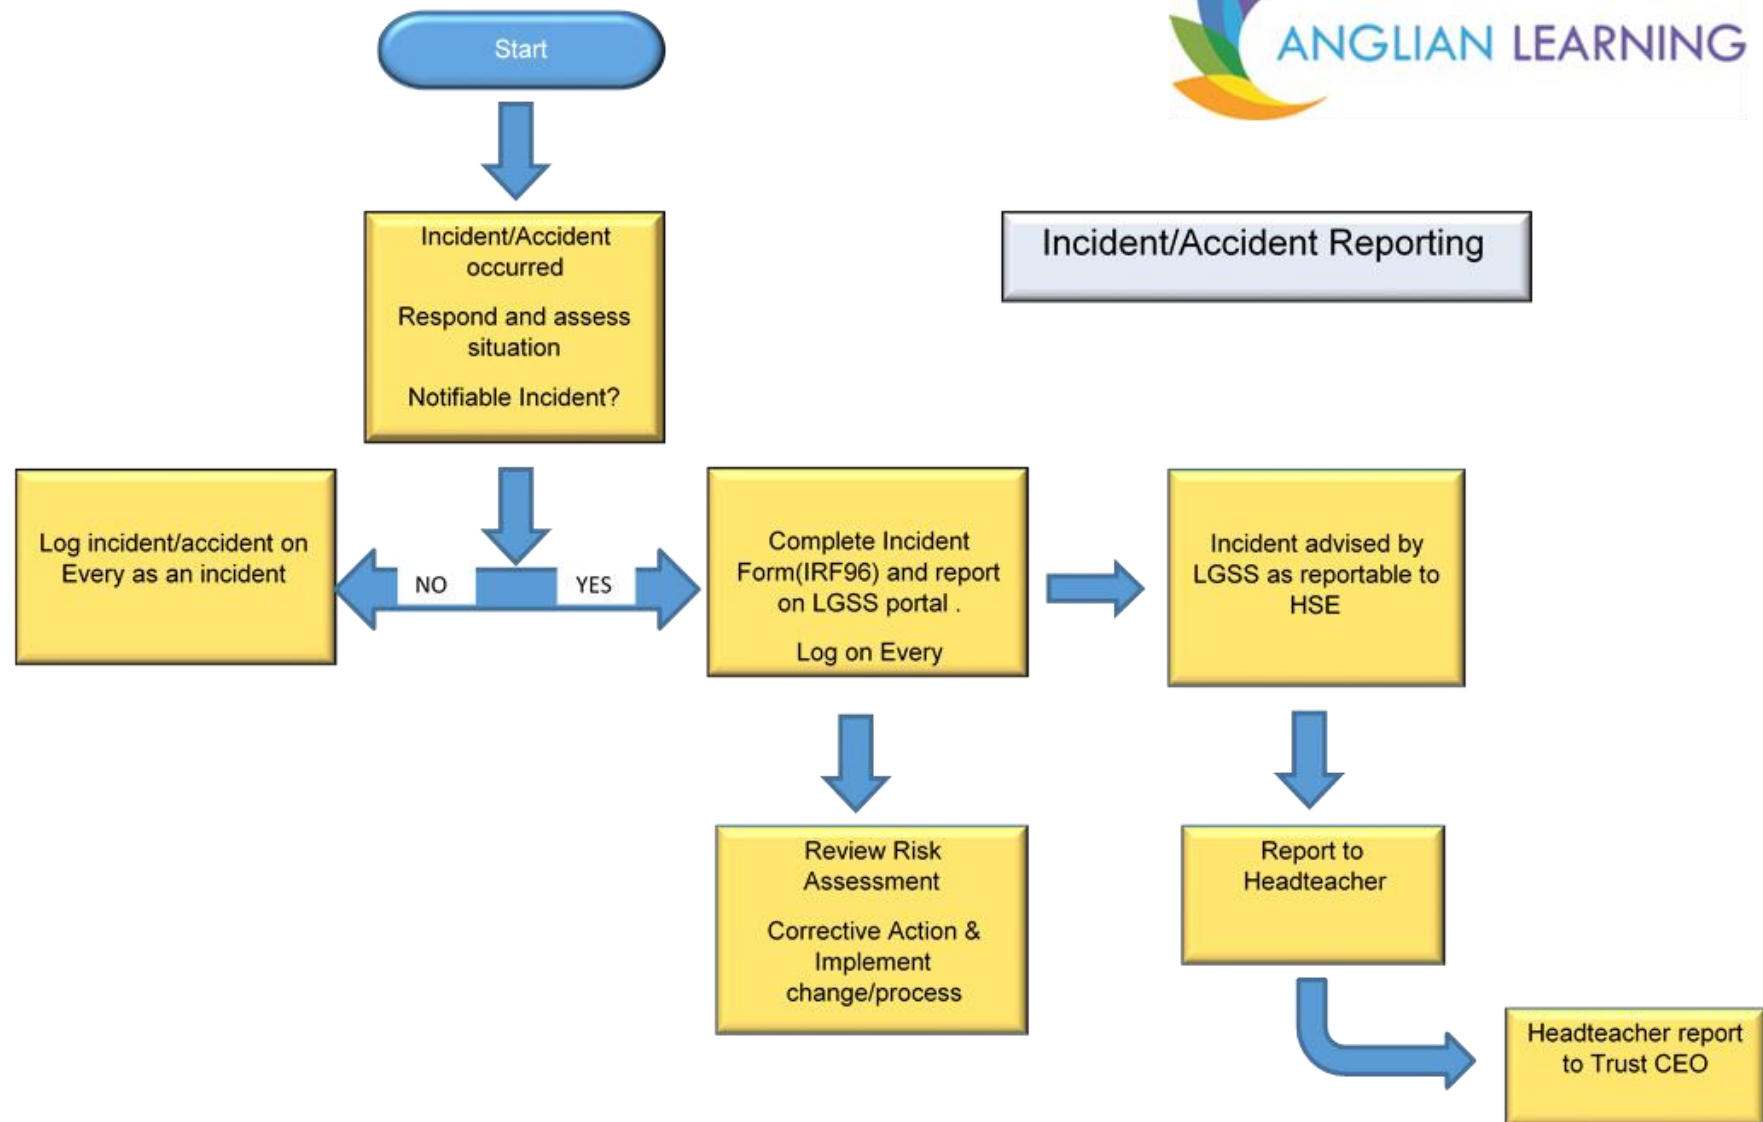 Start
ANGLIAN LEARNING
Incident/Accident
occurred
Respond and assess
situation
Notifiable Incident?
Incident/Accident Reporting
Log incident/accident on
Every as an incident
NO
YES
Complete Incident
Form(IRF96) and report
on LGSS portal .
Log on Every
Incident advised by
LGSS as reportable to
HSE
Review Risk
Assessment
Corrective Action &
Implement
change/process
Report to
Headteacher
Headteacher report
to Trust CEO